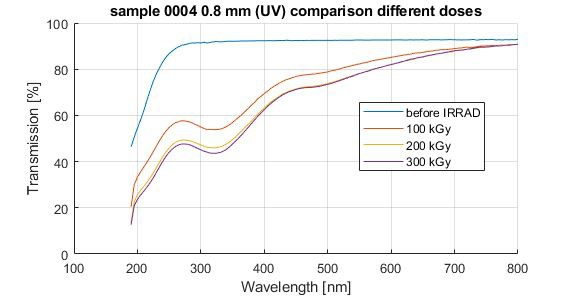 sample 0004 0.8 mm (UV) comparison different doses
Transmission [%]
100
80
60
40
20
0
before IRRAD
100 kGy
200 kGy
300 kGy
100 200 300 400 500 600 700 800
Wavelength [nm]